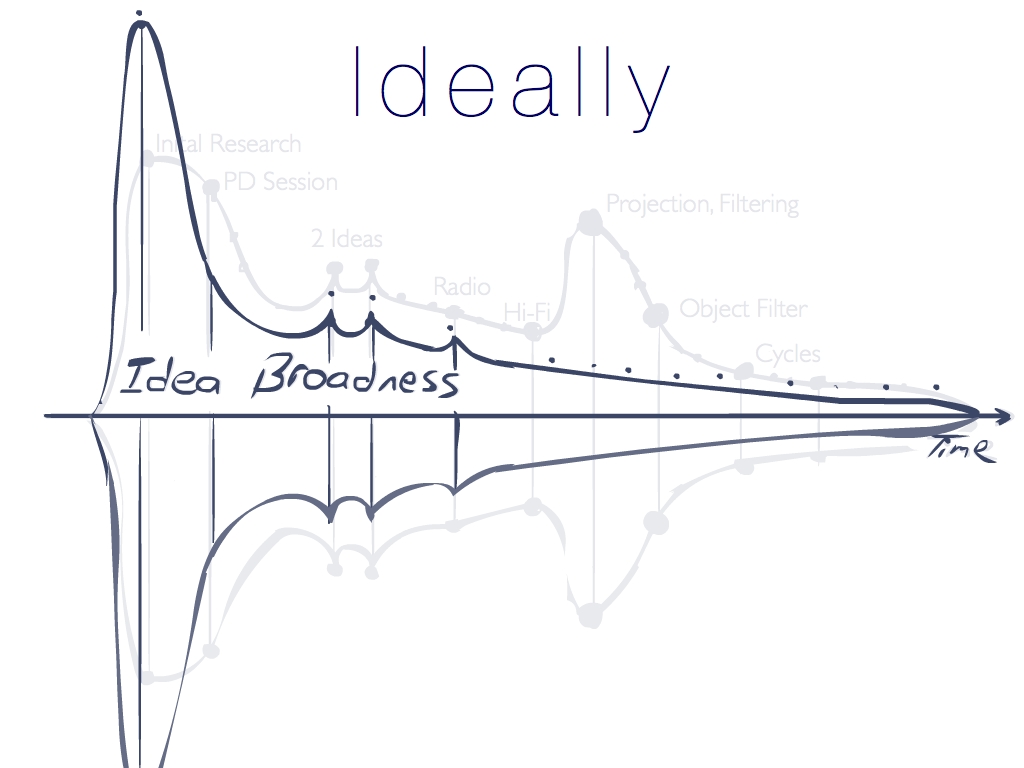 Ideally
Inital Research
PD Session
Projection, Filtering
2 Ideas
Radio
Hi-Fi
Object Filter
Cycles
Idea Broadness
Time